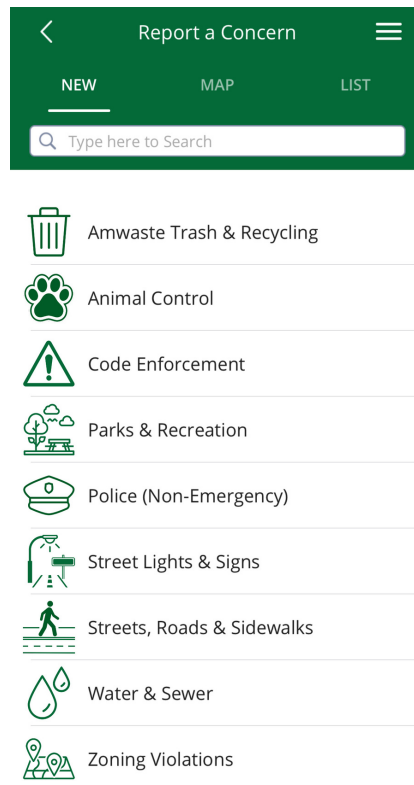 Report a Concern
NEW MAP LIST
Type here to Search
Amwaste Trash & Recycling
Animal Control
Code Enforcement
Parks & Recreation
Police (Non-Emergency)
Street Lights & Signs
Streets, Roads & Sidewalks
Water & Sewer
Zoning Violations